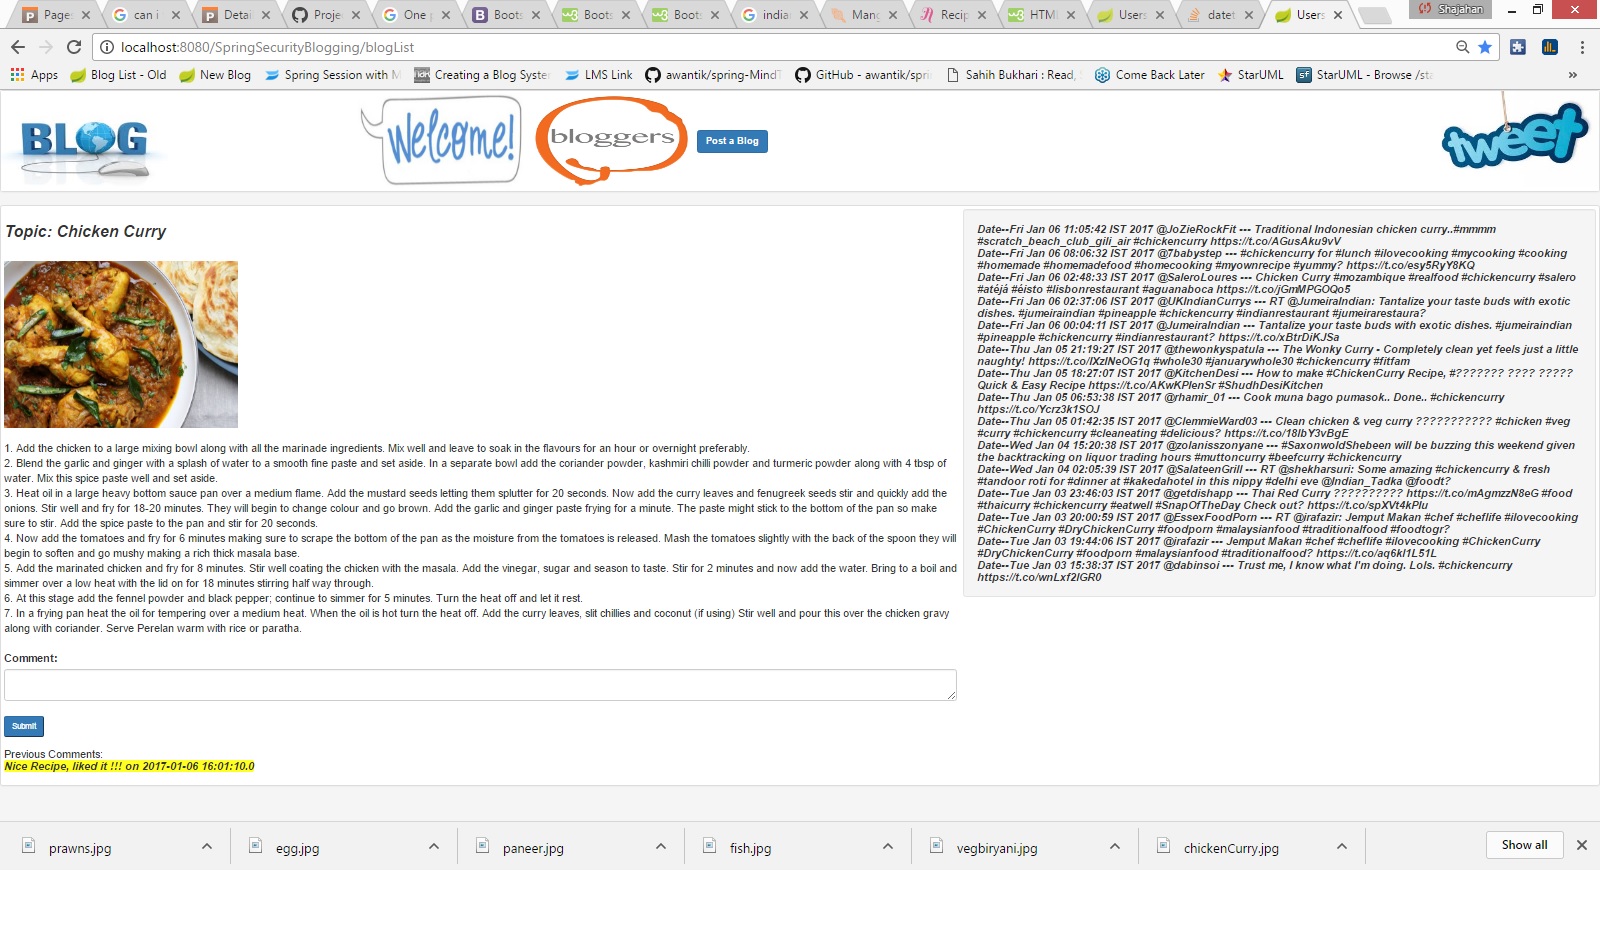 Page: can i Detai Proje One p Boots Boots Boots india Mang Recip HTMl Users datet Users Shajahan
localhost:8080/SpringSecurityBlogging/blogList
Apps Blog List - Old New Blog Spring Session with M Creating a Blog Syste LMS Link awantik/spring-MindT GitHub - awantik/spri Sahih Bukhari : Read, Come Back Later StarUML StarUML - Browse /sta »
BLOG Welcome! bloggers Post a Blog tweet
Topic: Chicken Curry
1. Add the chicken to a large mixing bowl along with all the marinade ingredients. Mix well and leave to soak in the flavours for an hour or overnight preferably.
2. Blend the garlic and ginger with a splash of water to a smooth fine paste and set aside. In a separate bowl add the coriander powder, kashmiri chilli powder and turmeric powder along with 4 tbsp of
water. Mix this spice paste well and set aside.
3. Heat oil in a large heavy bottom sauce pan over a medium flame. Add the mustard seeds letting them splutter for 20 seconds. Now add the curry leaves and fenugreek seeds stir and quickly add the
onions. Stir well and fry for 18-20 minutes. They will begin to change colour and go brown. Add the garlic and ginger paste frying for a minute. The paste might stick to the bottom of the pan so make
sure to stir. Add the spice paste to the pan and stir for 20 seconds.
4. Now add the tomatoes and fry for 6 minutes making sure to scrape the bottom of the pan as the moisture from the tomatoes is released. Mash the tomatoes slightly with the back of the spoon they will
begin to soften and go mushy making a rich thick masala base.
5. Add the marinated chicken and fry for 8 minutes. Stir well coating the chicken with the masala. Add the vinegar, sugar and season to taste. Stir for 2 minutes and now add the water. Bring to a boil and
simmer over a low heat with the lid on for 18 minutes stirring half way through.
6. At this stage add the fennel powder and black pepper; continue to simmer for 5 minutes. Turn the heat off and let it rest.
7. In a frying pan heat the oil for tempering over a medium heat. When the oil is hot turn the heat off. Add the curry leaves, slit chillies and coconut (if using) Stir well and pour this over the chicken gravy
along with coriander. Serve Perelan warm with rice or paratha.
Comment:
Submit
Previous Comments:
Nice Recipe, liked it !!! on 2017-01-06 16:01:10.0
Date--Fri Jan 06 11:05:42 IST 2017 @JoZieRockFit --- Traditional Indonesian chicken curry..#mmmm
#scratch_beach_club_gili_air #chickencurry https://t.co/AGusAku9vV
Date--Fri Jan 06 08:06:32 IST 2017 @7babystep --- #chickencurry for #lunch #ilovecooking #mycooking #cooking
#homemade #homemadefood #homecooking #myownrecipe #yummy? https://t.co/esy5RyY8KQ
Date--Fri Jan 06 02:48:33 IST 2017 @SaleroLoures --- Chicken Curry #mozambique #realfood #chickencurry #salero
#atéjá #éisto #lisbonrestaurant #aguanaboca https://t.co/jGmMPGOQo5
Date--Fri Jan 06 02:37:06 IST 2017 @UKIndianCurrys --- RT @JumeiraIndian: Tantalize your taste buds with exotic
dishes. #jumeiraindian #pineapple #chickencurry #indianrestaurant #jumeirarestaura?
Date--Fri Jan 06 00:04:11 IST 2017 @JumeiraIndian --- Tantalize your taste buds with exotic dishes. #jumeiraindian
#pineapple #chickencurry #indianrestaurant? https://t.co/xBtrDiKJSa
Date--Thu Jan 05 21:19:27 IST 2017 @thewonkyspatula --- The Wonky Curry - Completely clean yet feels just a little
naughty! https://t.co/IXzlNeOG1q #whole30 #januarywhole30 #chickencurry #fitfam
Date--Thu Jan 05 18:27:07 IST 2017 @KitchenDesi --- How to make #ChickenCurry Recipe, #??????? ???? ?????
Quick & Easy Recipe https://t.co/AKwKPlenSr #ShudhDesiKitchen
Date--Thu Jan 05 06:53:38 IST 2017 @rhamir_01 --- Cook muna bago pumasok.. Done.. #chickencurry
https://t.co/Ycrz3k1SOJ
Date--Thu Jan 05 01:42:35 IST 2017 @ClemmieWard03 --- Clean chicken & veg curry ??????????? #chicken #veg
#curry #chickencurry #cleaneating #delicious? https://t.co/18IbY3vBgE
Date--Wed Jan 04 15:20:38 IST 2017 @zolanisszonyane --- #SaxonwoldShebeen will be buzzing this weekend given
the backtracking on liquor trading hours #muttoncurry #beefcurry #chickencurry
Date--Wed Jan 04 02:05:39 IST 2017 @SalateenGrill --- RT @shekharsuri: Some amazing #chickencurry & fresh
#tandoor roti for #dinner at #kakedahotel in this nippy #delhi eve @Indian_Tadka @foodt?
Date--Tue Jan 03 23:46:03 IST 2017 @getdishapp --- Thai Red Curry ?????????? https://t.co/mAgmzzN8eG #food
#thaicurry #chickencurry #eatwell #SnapOfTheDay Check out? https://t.co/spXVt4kPlu
Date--Tue Jan 03 20:00:59 IST 2017 @EssexFoodPorn --- RT @jrafazir: Jemput Makan #chef #cheflife #ilovecooking
#ChickenCurry #DryChickenCurry #foodporn #malaysianfood #traditionalfood #foodtogr?
Date--Tue Jan 03 19:44:06 IST 2017 @jrafazir --- Jemput Makan #chef #cheflife #ilovecooking #ChickenCurry
#DryChickenCurry #foodporn #malaysianfood #traditionalfood? https://t.co/aq6kI1L51L
Date--Tue Jan 03 15:38:37 IST 2017 @dabinsoi --- Trust me, I know what I'm doing. Lols. #chickencurry
https://t.co/wnLxf2IGR0
prawns.jpg egg.jpg paneer.jpg fish.jpg vegbiryani.jpg chickenCurry.jpg Show all